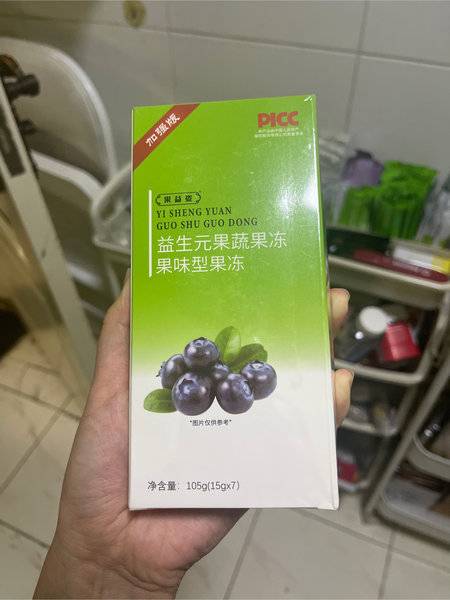 加强版
PICC
果益姿
YI SHENG YUAN
GUO SHU GUO DONG
益生元果蔬果冻
果味型果冻
"图片仅供参考"
净含量：105g(15gx7)